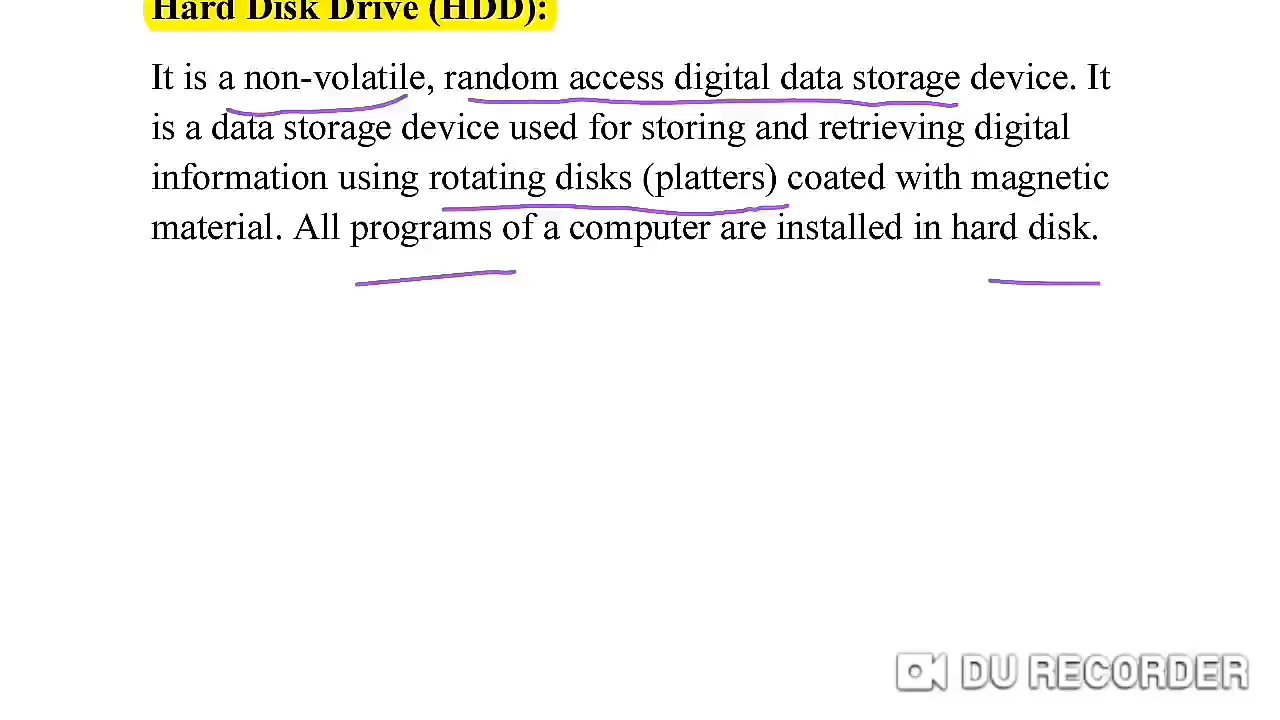 Hard Disk Drive (HDD):
It is a non-volatile, random access digital data storage device. It
is a data storage device used for storing and retrieving digital
information using rotating disks (platters) coated with magnetic
material. All programs of a computer are installed in hard disk.
DU RECORDER